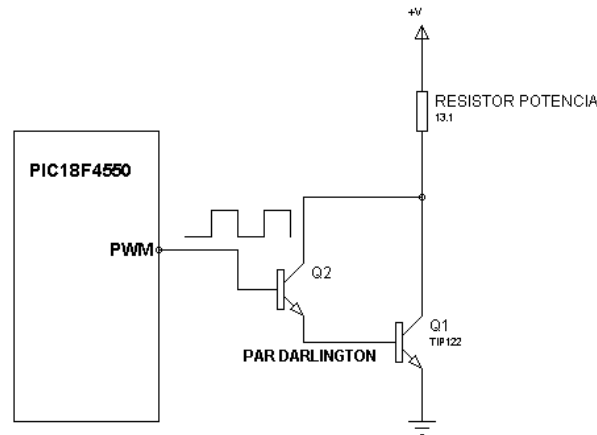 +V
RESISTOR POTENCIA
13.1
PIC18F4550
PWM
Q2
Q1
TIP122
PAR DARLINGTON